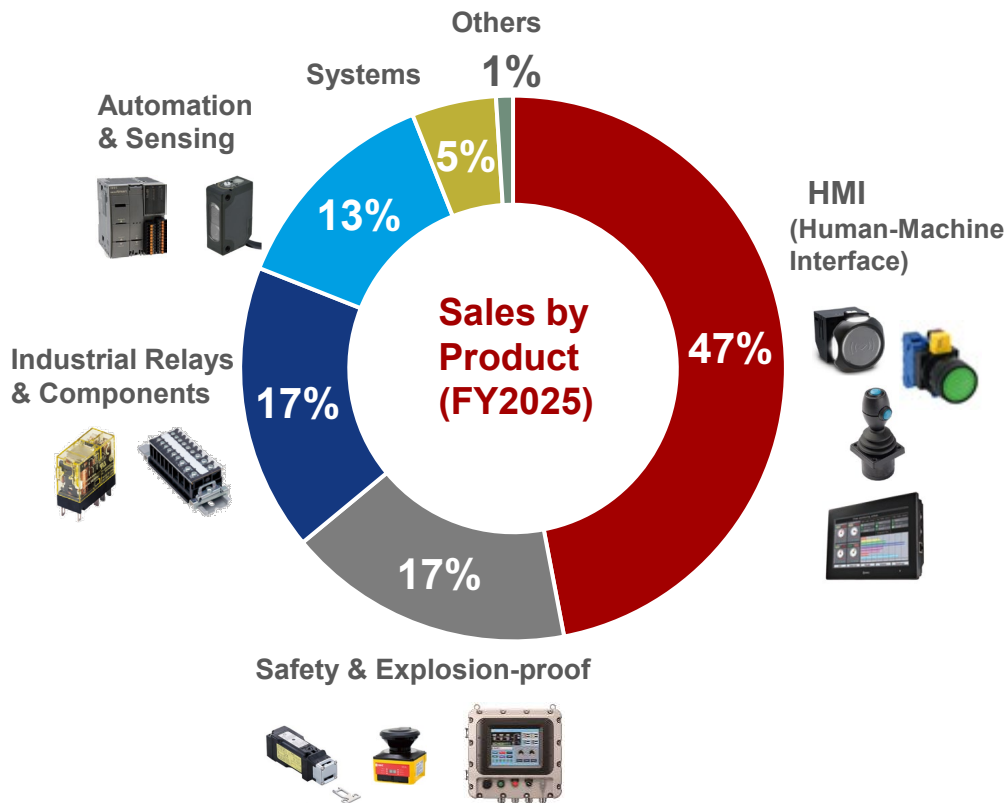 Others
1%
Systems
5%
Automation
& Sensing
13%
HMI
(Human-Machine
Interface)
47%
Sales by
Product
(FY2025)
Industrial Relays
& Components
17%
17%
Safety & Explosion-proof